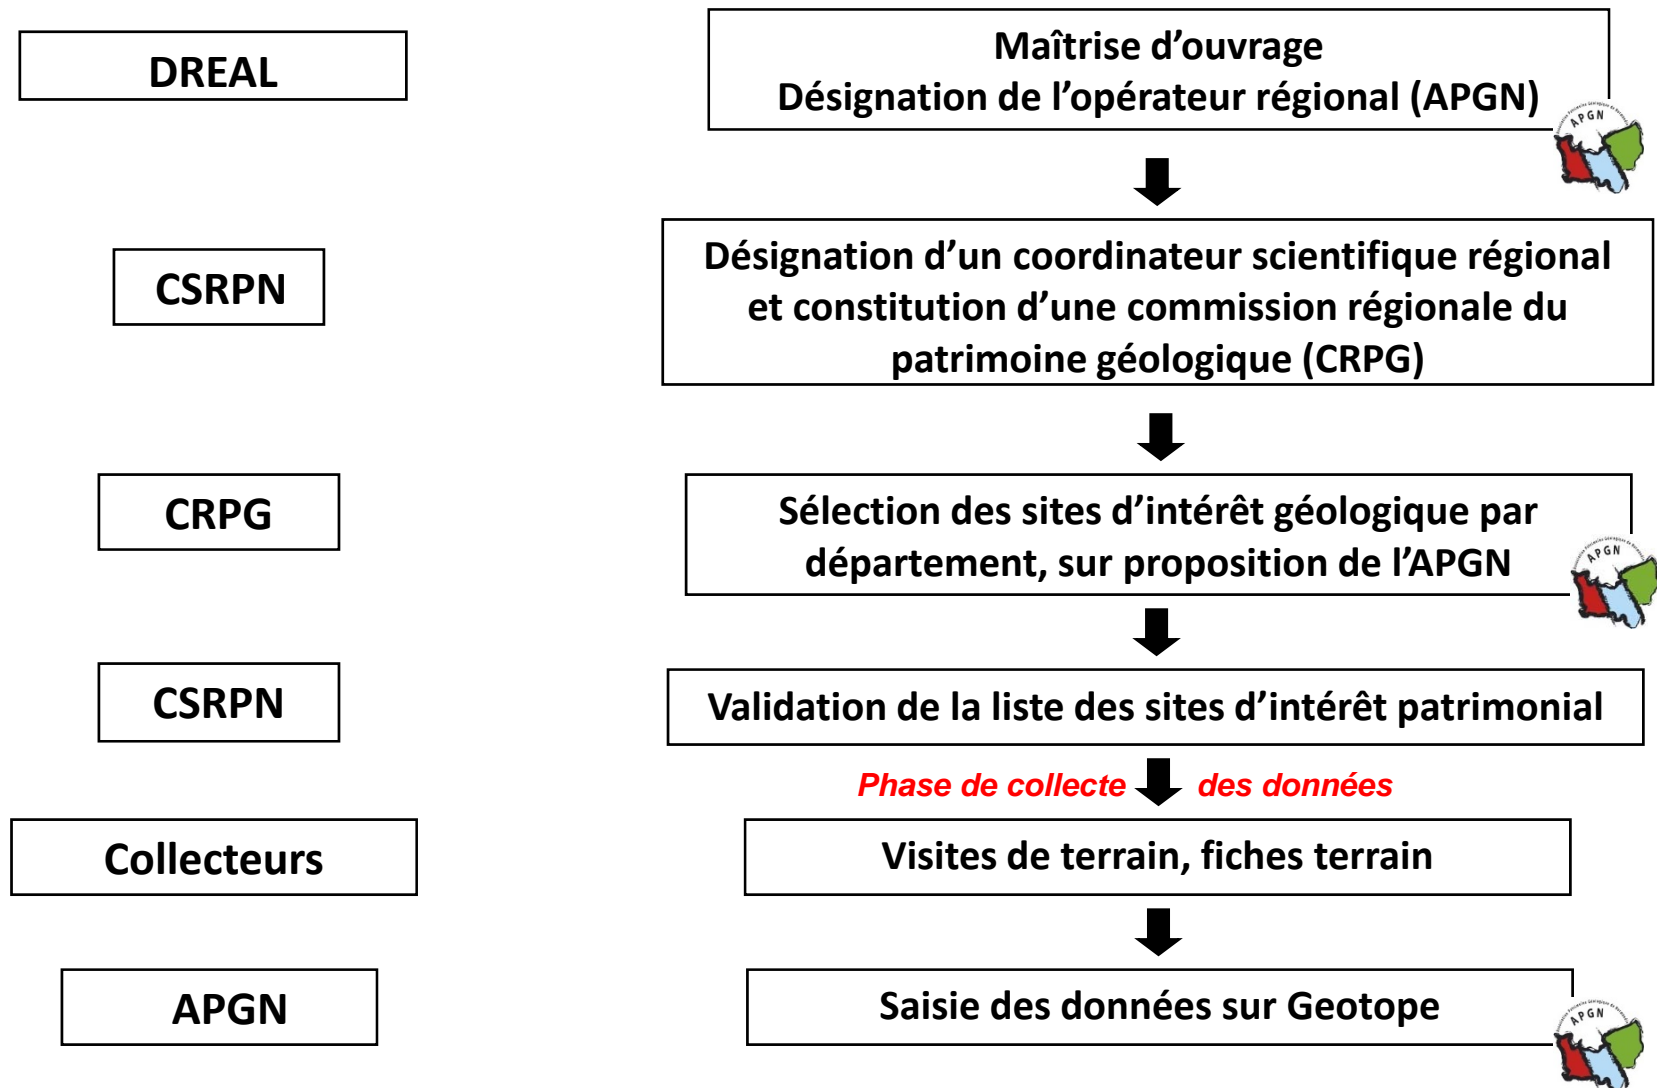 DREAL
Maîtrise d’ouvrage
Désignation de l’opérateur régional (APGN)
APGN
CSRPN
Désignation d’un coordinateur scientifique régional
et constitution d’une commission régionale du
patrimoine géologique (CRPG)
CRPG
Sélection des sites d’intérêt géologique par
département, sur proposition de l’APGN
APGN
CSRPN
Validation de la liste des sites d’intérêt patrimonial
Phase de collecte des données
Collecteurs
Visites de terrain, fiches terrain
APGN
Saisie des données sur Geotope
APGN